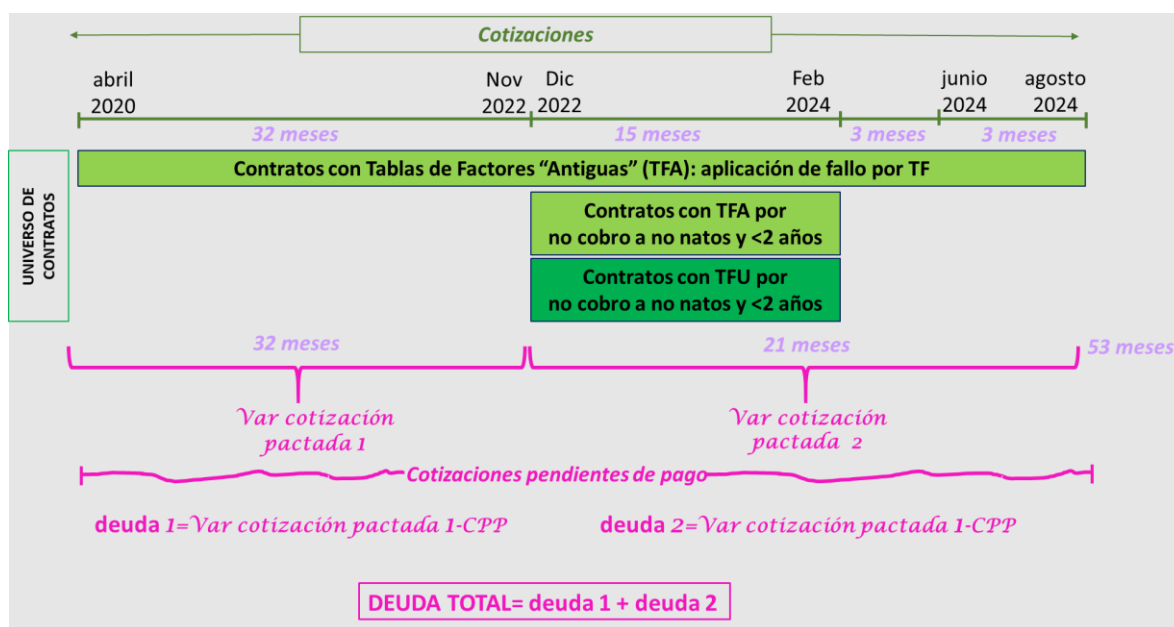 Cotizaciones
abril
2020
Nov
2022
Dic
2022
Feb
2024
junio
2024
agosto
2024
32 meses
15 meses
3 meses
3 meses
UNIVERSO DE
CONTRATOS
Contratos con Tablas de Factores “Antiguas” (TFA): aplicación de fallo por TF
Contratos con TFA por
no cobro a no natos y <2 años
Contratos con TFU por
no cobro a no natos y <2 años
32 meses
21 meses
53 meses
Var cotización
pactada 1
Var cotización
pactada 2
Cotizaciones pendientes de pago
deuda 1=Var cotización pactada 1-CPP
deuda 2=Var cotización pactada 1-CPP
DEUDA TOTAL= deuda 1 + deuda 2